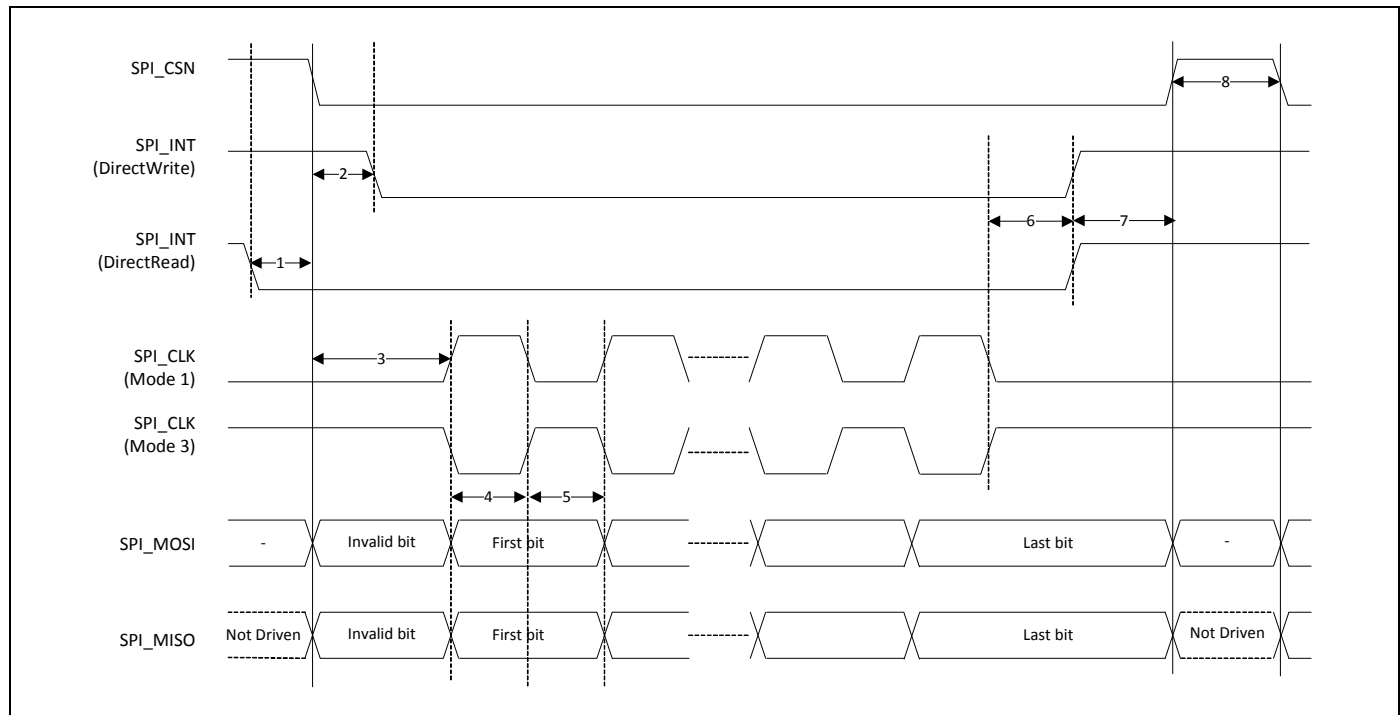 SPI_CSN
8
SPI_INT
(DirectWrite)
2
6
7
SPI_INT
(DirectRead)
1
SPI_CLK
(Mode 1)
3
SPI_CLK
(Mode 3)
4
5
SPI_MOSI
-
Invalid bit
First bit
Last bit
-
SPI_MISO
Not Driven
Invalid bit
First bit
Last bit
Not Driven